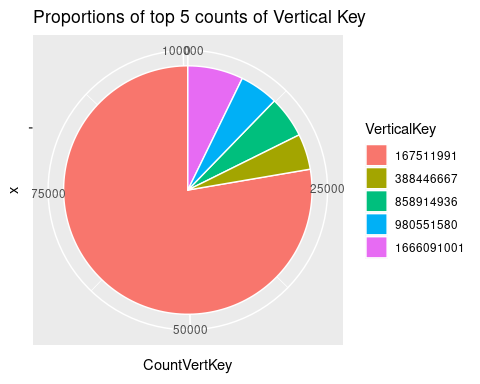 Proportions of top 5 counts of Vertical Key
100000
0
25000
50000
75000
x
CountVertKey
VerticalKey
167511991
388446667
858914936
980551580
1666091001